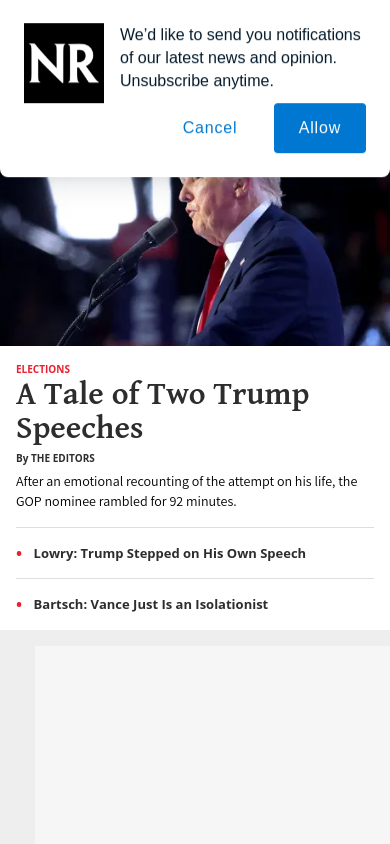 NR
We'd like to send you notifications
of our latest news and opinion.
Unsubscribe anytime.
Cancel
Allow
ELECTIONS
A Tale of Two Trump
Speeches
By THE EDITORS
After an emotional recounting of the attempt on his life, the
GOP nominee rambled for 92 minutes.
• Lowry: Trump Stepped on His Own Speech
• Bartsch: Vance Just Is an Isolationist